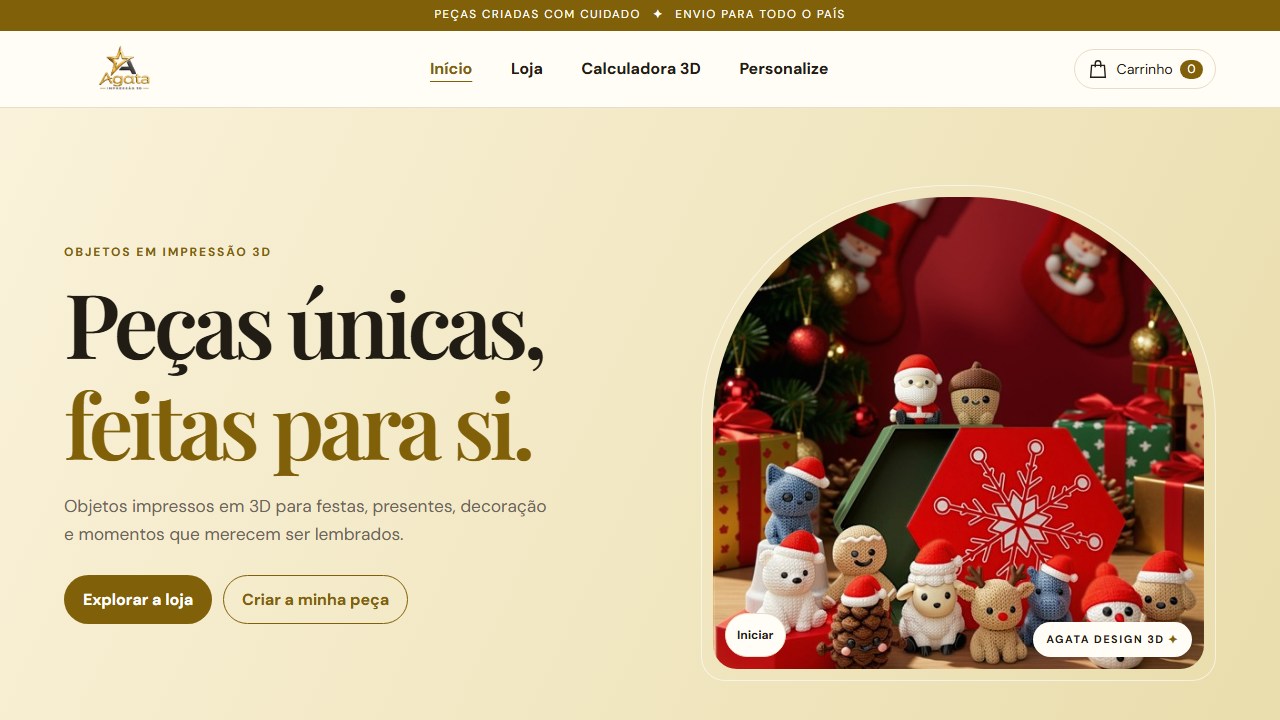 PEÇAS CRIADAS COM CUIDADO ✦ ENVIO PARA TODO O PAÍS
Agata
IMPRESSÃO 3D
Início
Loja
Calculadora 3D
Personalize
Carrinho 0
OBJETOS EM IMPRESSÃO 3D
Peças únicas,
feitas para si.
Objetos impressos em 3D para festas, presentes, decoração
e momentos que merecem ser lembrados.
Explorar a loja
Criar a minha peça
Iniciar
AGATA DESIGN 3D ✦